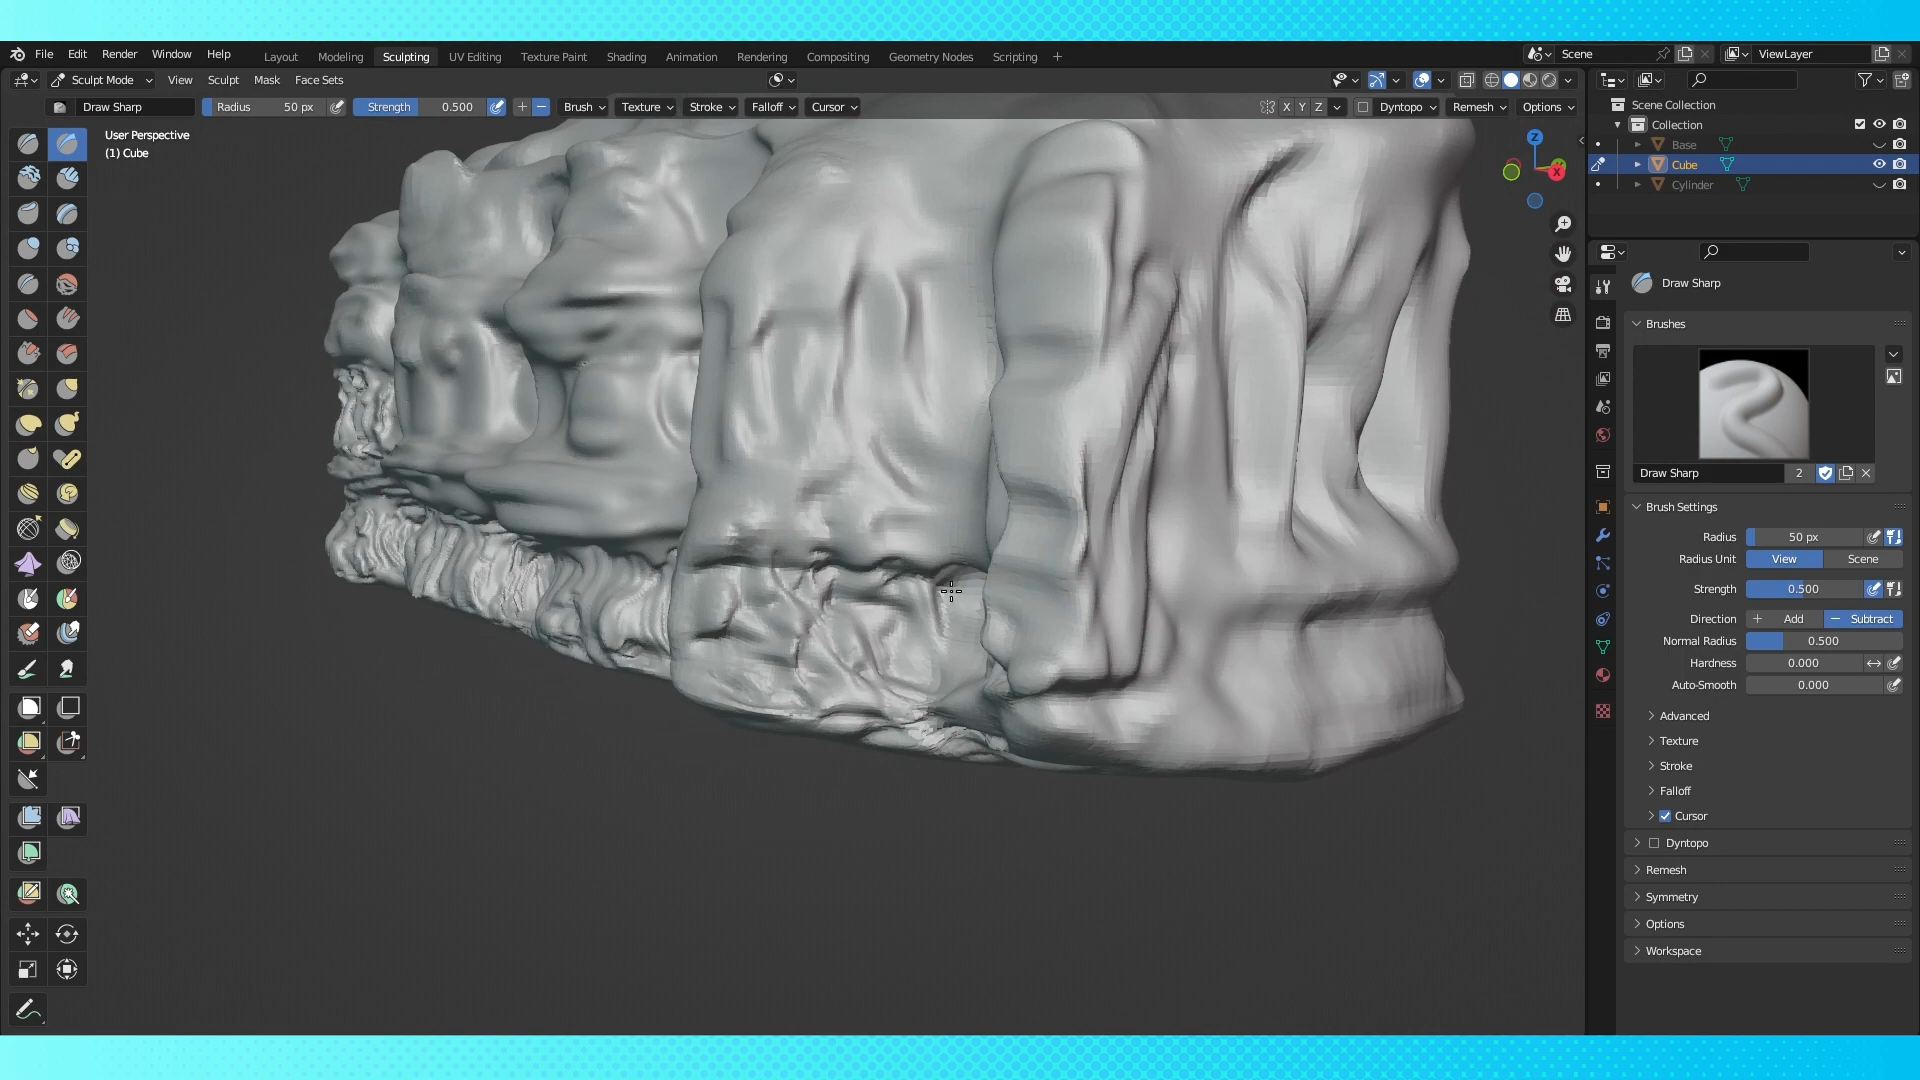 File Edit Render Window Help Layout Modeling Sculpting UV Editing Texture Paint Shading Animation Rendering Compositing Geometry Nodes Scripting + Scene ViewLayer
Sculpt Mode View Sculpt Mask Face Sets
Draw Sharp Radius 50 px Strength 0.500 + − Brush Texture Stroke Falloff Cursor X Y Z Dyntopo Remesh Options
User Perspective
(1) Cube
Z
X
Scene Collection
Collection
Base
Cube
Cylinder
Draw Sharp
Brushes
Draw Sharp 2
Brush Settings
Radius 50 px
Radius Unit View Scene
Strength 0.500
Direction + Add − Subtract
Normal Radius 0.500
Hardness 0.000
Auto-Smooth 0.000
Advanced
Texture
Stroke
Falloff
Cursor
Dyntopo
Remesh
Symmetry
Options
Workspace